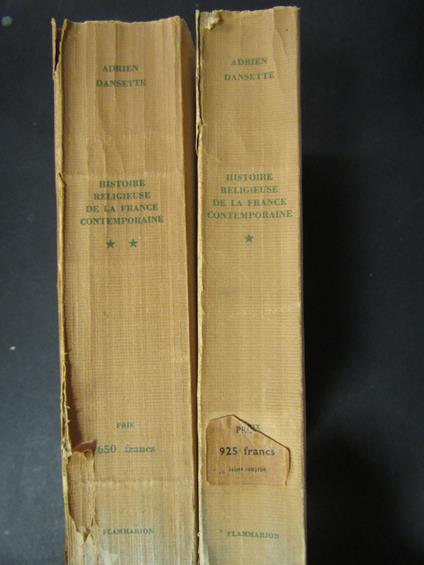 ADRIEN
DANSETTE
HISTOIRE
RELIGIEUSE
DE LA FRANCE
CONTEMPORAINE
★ ★
PRIX
650 francs
FLAMMARION
ADRIEN
DANSETTE
HISTOIRE
RELIGIEUSE
DE LA FRANCE
CONTEMPORAINE
★
PRIX
925 francs
FLAMMARION